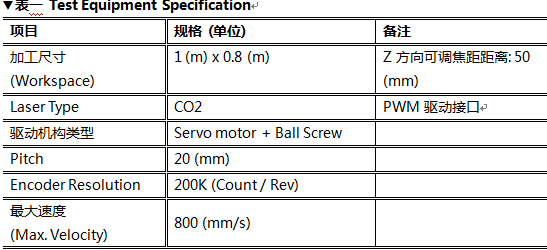 ▼表一 Test Equipment Specification
项目 规格 (单位) 备注
加工尺寸 1 (m) x 0.8 (m) Z 方向可调焦距距离: 50
(Workspace) (mm)
Laser Type CO2 PWM 驱动接口
驱动机构类型 Servo motor + Ball Screw
Pitch 20 (mm)
Encoder Resolution 200K (Count / Rev)
最大速度 800 (mm/s)
(Max. Velocity)